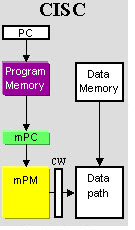 CISC
PC
Program
Memory
Data
Memory
mPC
CW
mPM
Data
path